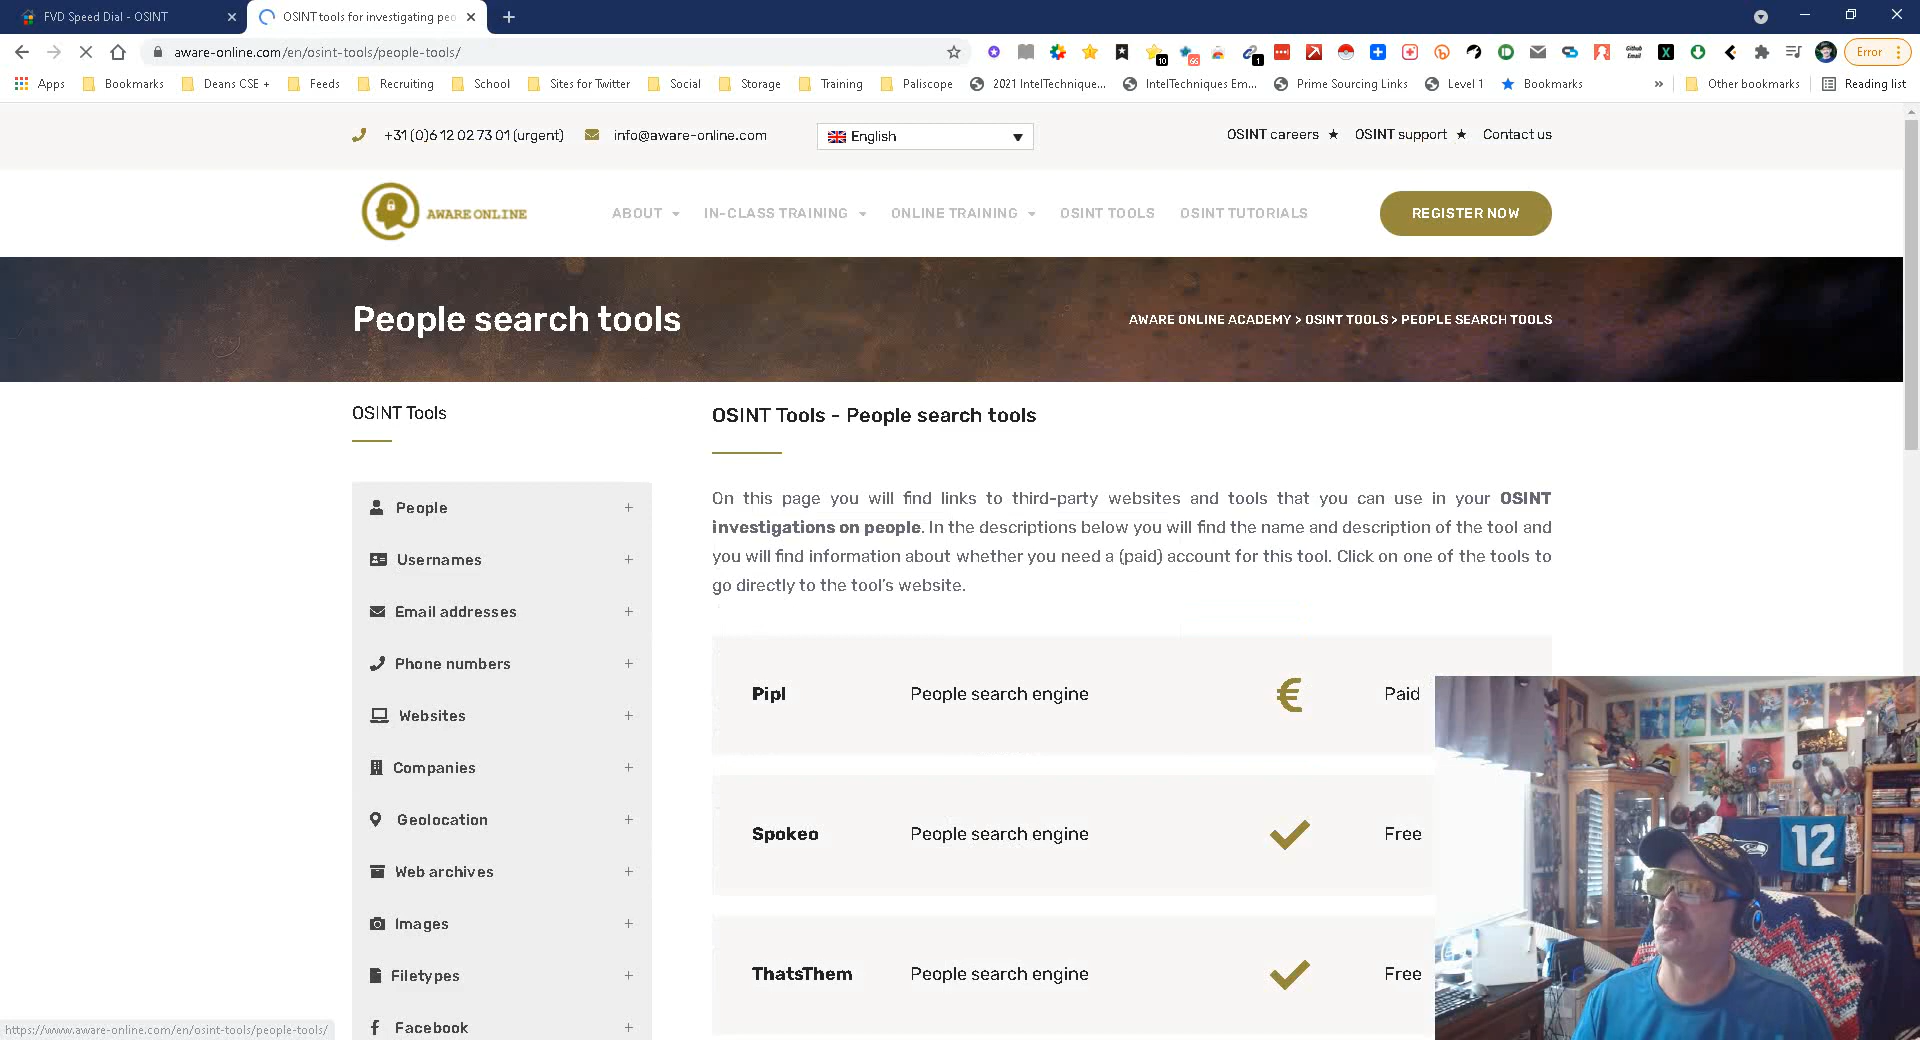 FVD Speed Dial - OSINT
OSINT tools for investigating peo
aware-online.com/en/osint-tools/people-tools/
10
66
1
Github
Email
Error
Apps
Bookmarks
Deans CSE +
Feeds
Recruiting
School
Sites for Twitter
Social
Storage
Training
Paliscope
2021 IntelTechnique...
IntelTechniques Em...
Prime Sourcing Links
Level 1
Bookmarks
»
Other bookmarks
Reading list
+31 (0)6 12 02 73 01 (urgent)
info@aware-online.com
English
OSINT careers ★ OSINT support ★ Contact us
AWARE ONLINE
ABOUT
IN-CLASS TRAINING
ONLINE TRAINING
OSINT TOOLS
OSINT TUTORIALS
REGISTER NOW
People search tools
AWARE ONLINE ACADEMY > OSINT TOOLS > PEOPLE SEARCH TOOLS
OSINT Tools
People +
Usernames +
Email addresses +
Phone numbers +
Websites +
Companies +
Geolocation +
Web archives +
Images +
Filetypes +
Facebook +
OSINT Tools - People search tools
On this page you will find links to third-party websites and tools that you can use in your OSINT
investigations on people. In the descriptions below you will find the name and description of the tool and
you will find information about whether you need a (paid) account for this tool. Click on one of the tools to
go directly to the tool's website.
Pipl People search engine € Paid
Spokeo People search engine Free
ThatsThem People search engine Free
12
https://www.aware-online.com/en/osint-tools/people-tools/